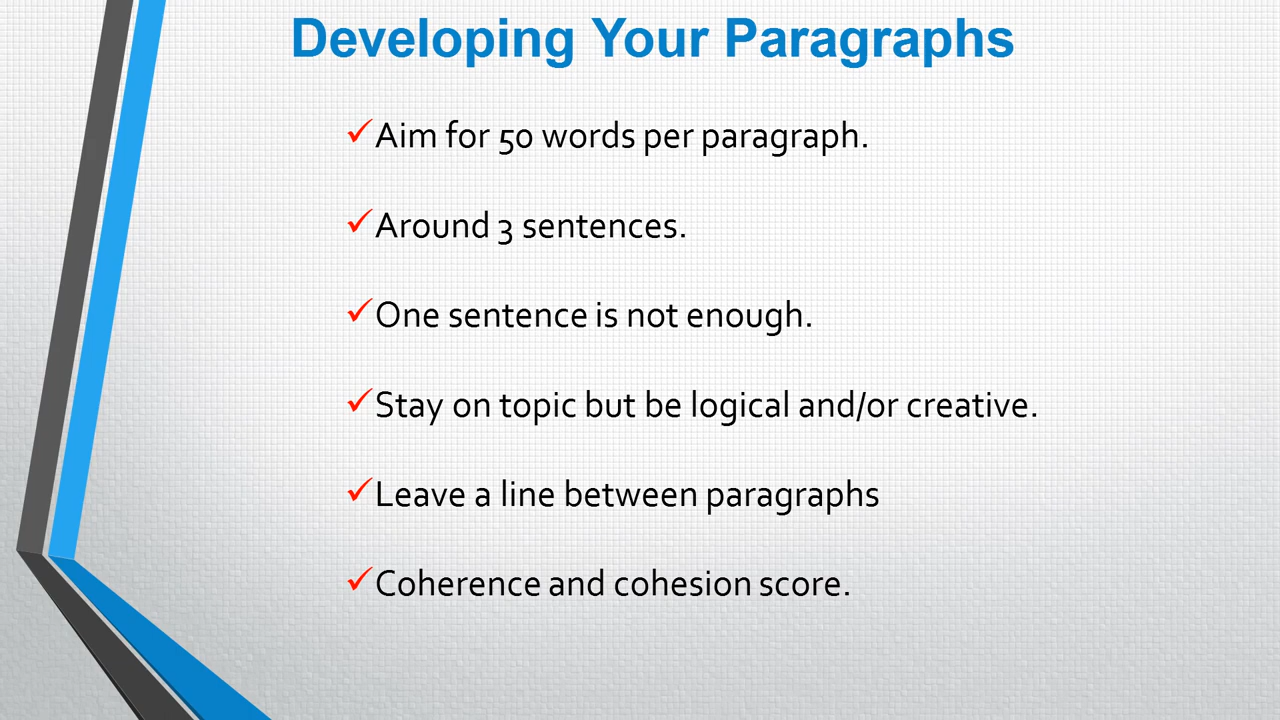 Developing Your Paragraphs
✓Aim for 50 words per paragraph.
✓Around 3 sentences.
✓One sentence is not enough.
✓Stay on topic but be logical and/or creative.
✓Leave a line between paragraphs
✓Coherence and cohesion score.